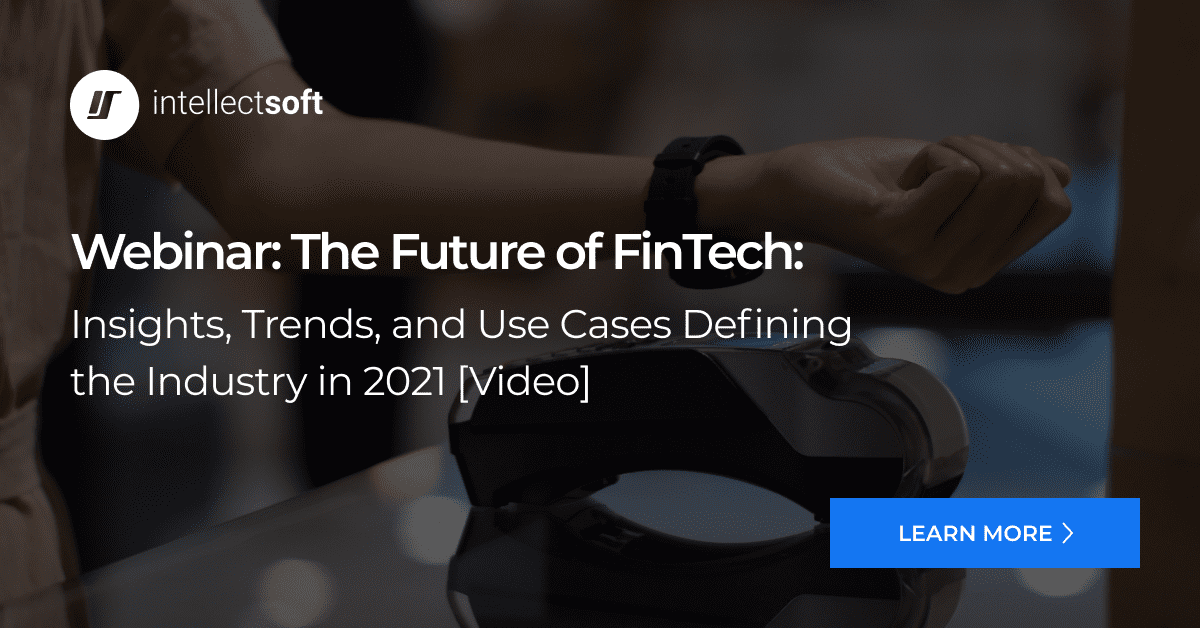 intellectsoft
Webinar: The Future of FinTech:
Insights, Trends, and Use Cases Defining
the Industry in 2021 [Video]
LEARN MORE